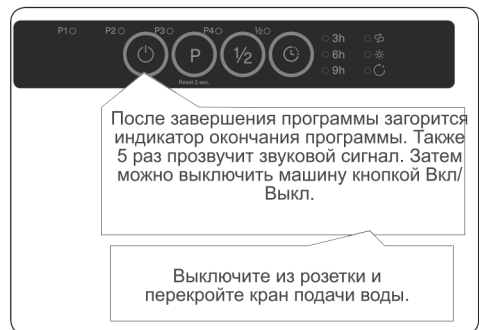 P1 P2 P3 P4 ½
3h
6h
9h
P 1/2
Reset 3 sec.
После завершения программы загорится
индикатор окончания программы. Также
5 раз прозвучит звуковой сигнал. Затем
можно выключить машину кнопкой Вкл/
Выкл.
Выключите из розетки и
перекройте кран подачи воды.